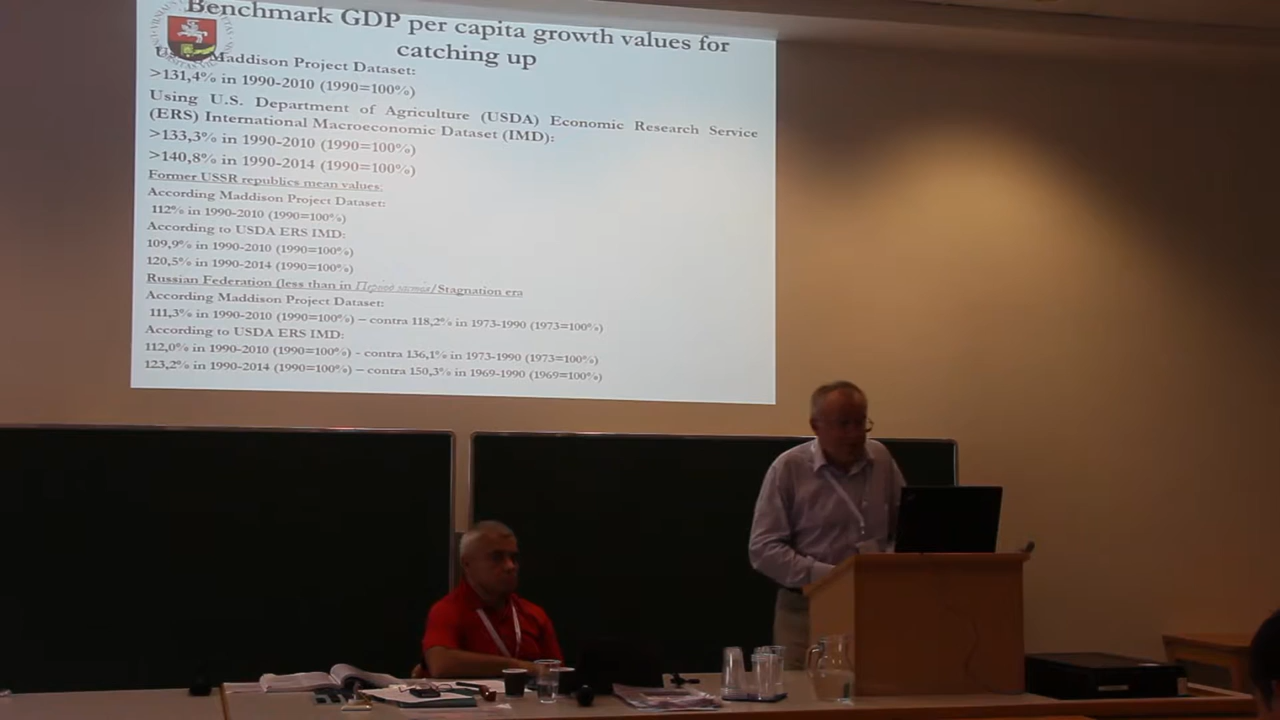 Benchmark GDP per capita growth values for
catching up
Maddison Project Dataset:
>131,4% in 1990-2010 (1990=100%)
Using U.S. Department of Agriculture (USDA) Economic Research Service
(ERS) International Macroeconomic Dataset (IMD):
>133,3% in 1990-2010 (1990=100%)
>140,8% in 1990-2014 (1990=100%)
Former USSR republics mean values:
According Maddison Project Dataset:
112% in 1990-2010 (1990=100%)
According to USDA ERS IMD:
109,9% in 1990-2010 (1990=100%)
120,5% in 1990-2014 (1990=100%)
Russian Federation (less than in Период застоя/Stagnation era
According Maddison Project Dataset:
111,3% in 1990-2010 (1990=100%) – contra 118,2% in 1973-1990 (1973=100%)
According to USDA ERS IMD:
112,0% in 1990-2010 (1990=100%) - contra 136,1% in 1973-1990 (1973=100%)
123,2% in 1990-2014 (1990=100%) – contra 150,3% in 1969-1990 (1969=100%)